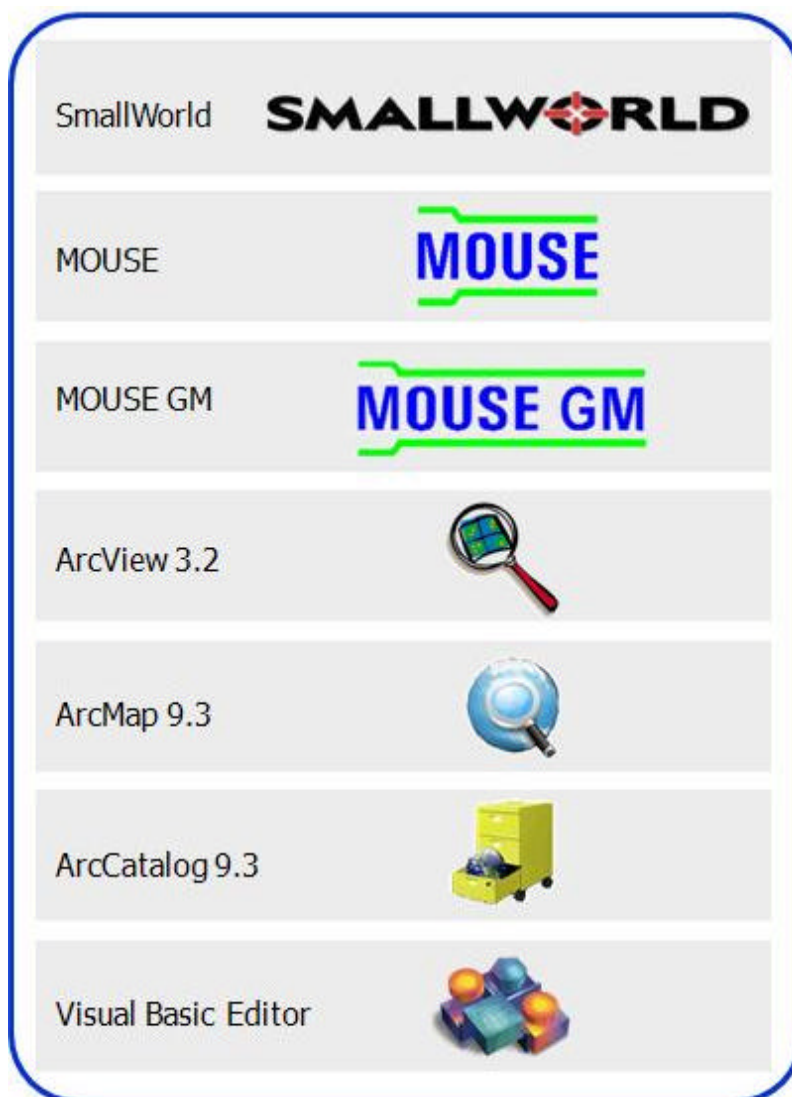 SmallWorld SMALLWORLD
MOUSE MOUSE
MOUSE GM MOUSE GM
ArcView 3.2
ArcMap 9.3
ArcCatalog 9.3
Visual Basic Editor